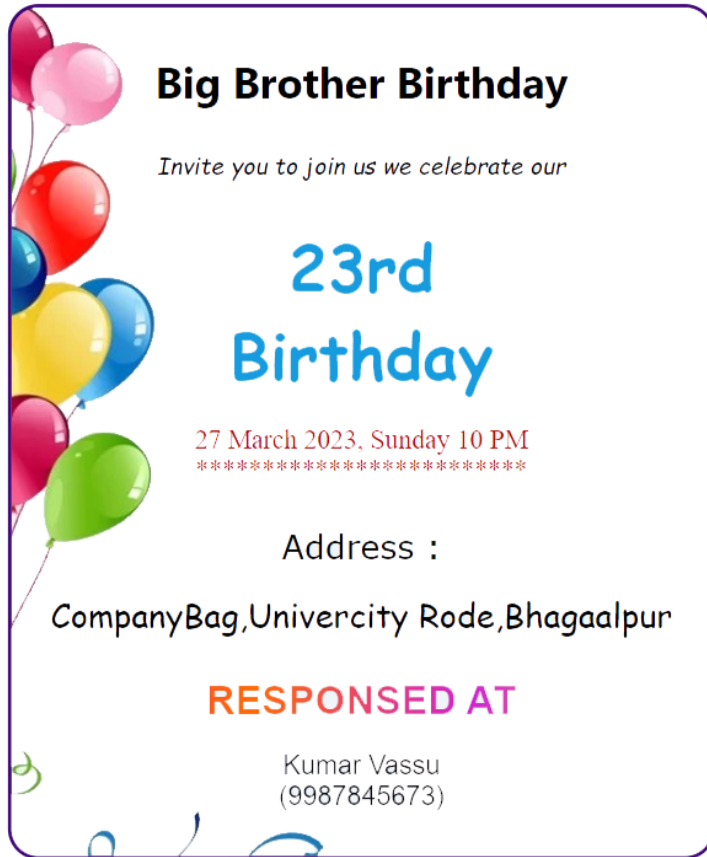 Big Brother Birthday
Invite you to join us we celebrate our
23rd
Birthday
27 March 2023, Sunday 10 PM
*************************
Address :
CompanyBag,Univercity Rode,Bhagaalpur
RESPONSED AT
Kumar Vassu
(9987845673)